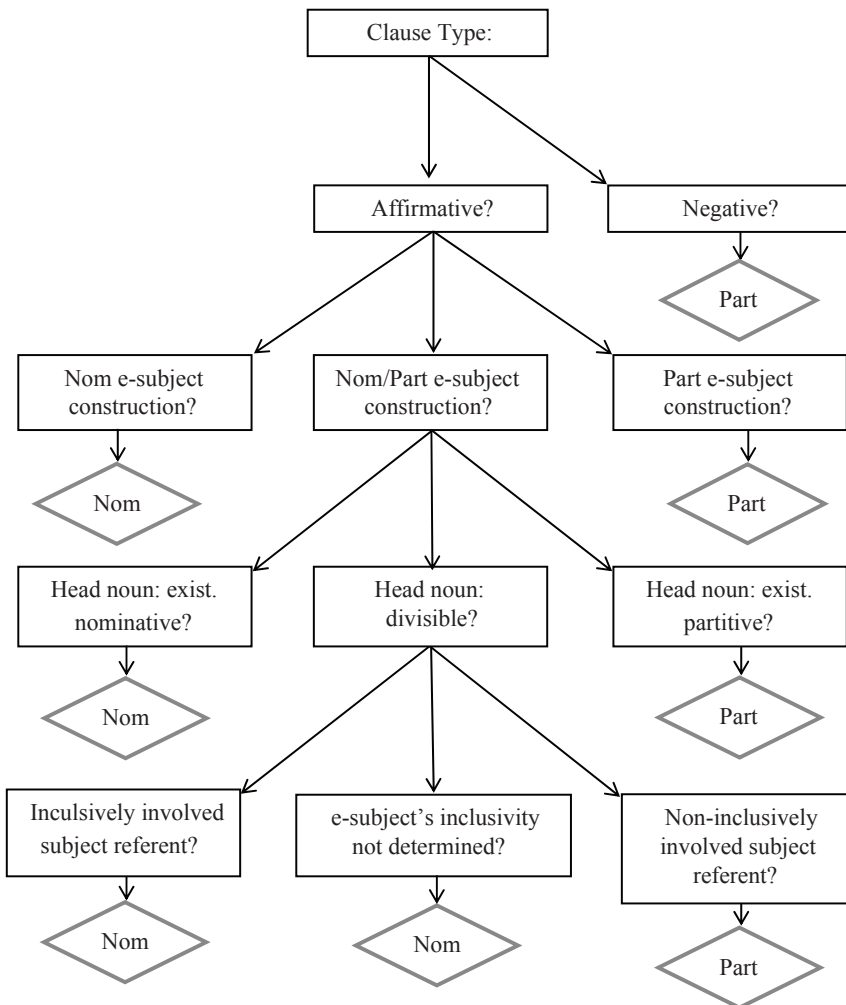 Clause Type:
Affirmative?
Negative?
Part
Nom e-subject
construction?
Nom/Part e-subject
construction?
Part e-subject
construction?
Nom
Part
Head noun: exist.
nominative?
Head noun:
divisible?
Head noun: exist.
partitive?
Nom
Part
Inculsively involved
subject referent?
e-subject’s inclusivity
not determined?
Non-inclusively
involved subject
referent?
Nom
Nom
Part